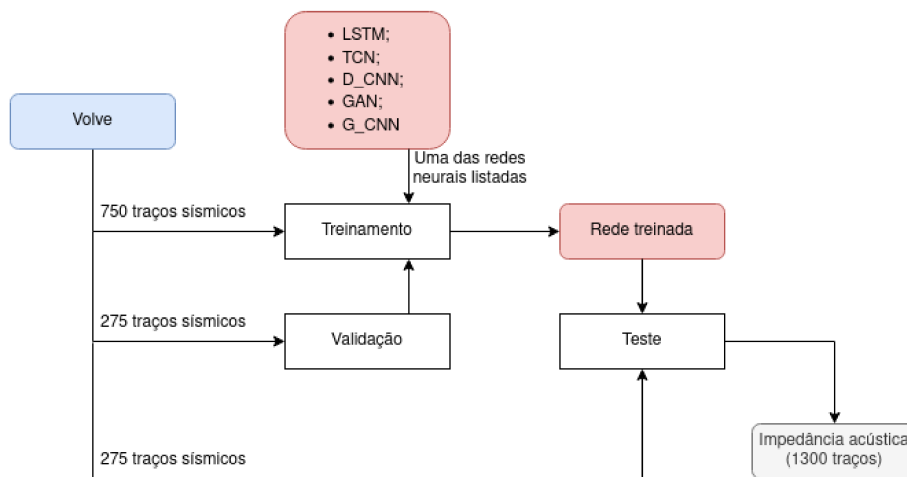 • LSTM;
• TCN;
• D_CNN;
• GAN;
• G_CNN
Volve
Uma das redes
neurais listadas
750 traços sísmicos
Treinamento
Rede treinada
275 traços sísmicos
Validação
Teste
275 traços sísmicos
Impedância acústica
(1300 traços)